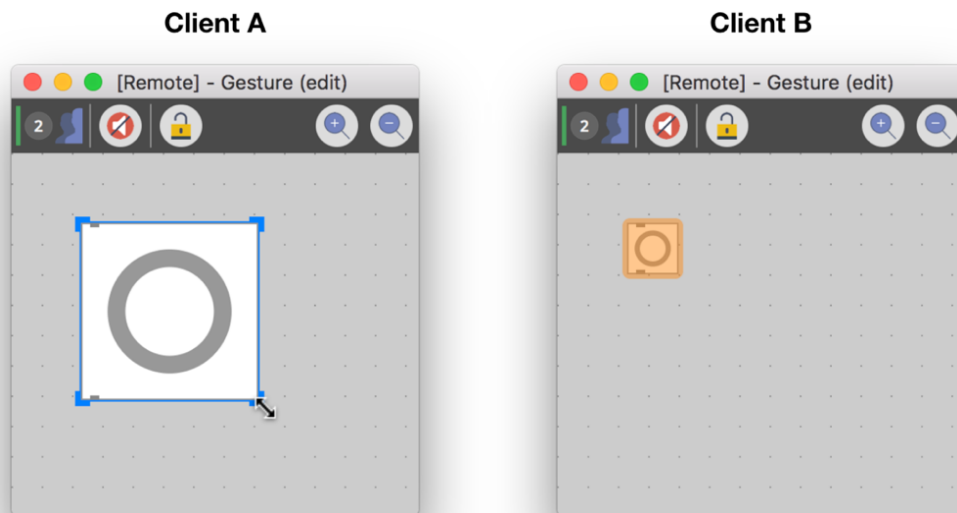 Client A
Client B
[Remote] - Gesture (edit)
[Remote] - Gesture (edit)
2
2